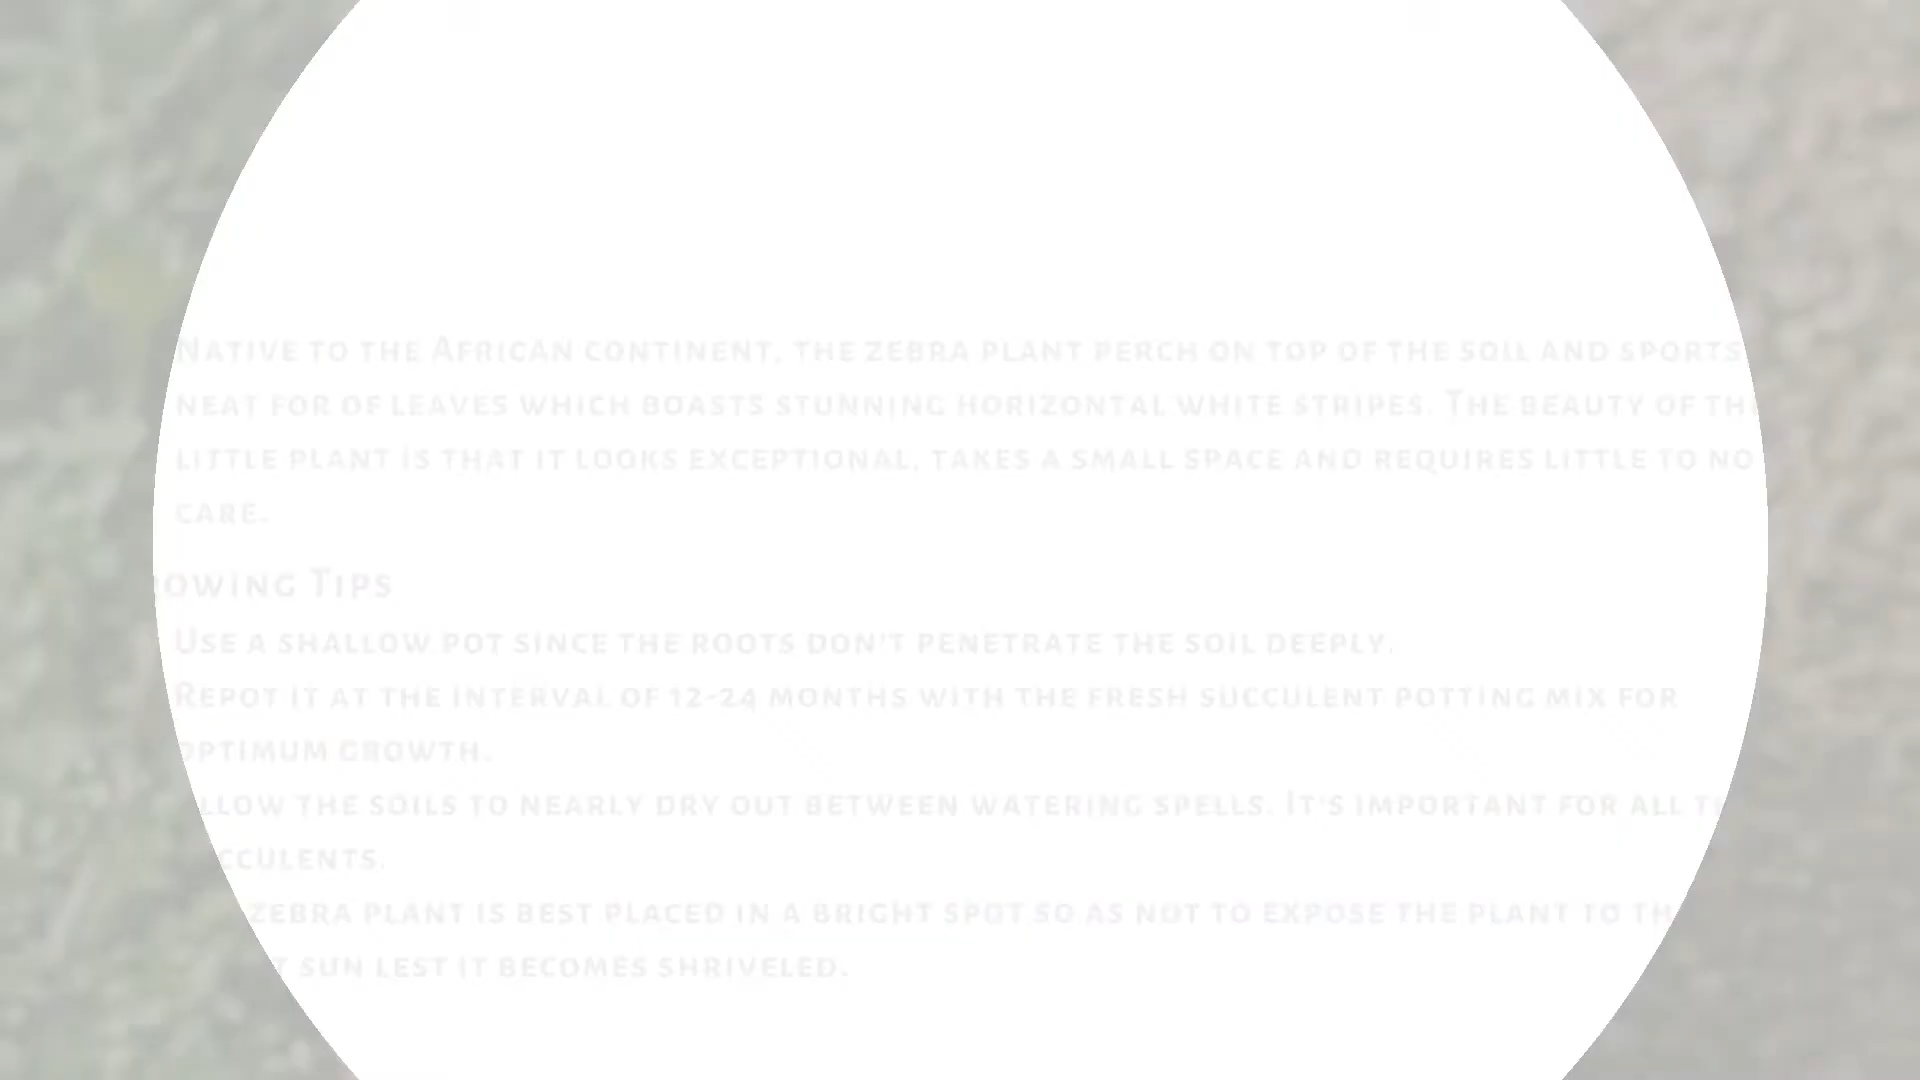 Native to the African continent, the zebra plant perch on top of the soil and sports
neat for of leaves which boasts stunning horizontal white stripes. The beauty of
little plant is that it looks exceptional, takes a small space and requires little to no
care.
Tips
Use a shallow pot since the roots don't penetrate the soil deeply.
Repot it at the interval of 12-24 months with the fresh succulent potting mix for
optimum growth.
the soils to nearly dry out between watering spells. It's important for all
zebra plant is best placed in a bright spot so as not to expose the plant to
sun lest it becomes shriveled.